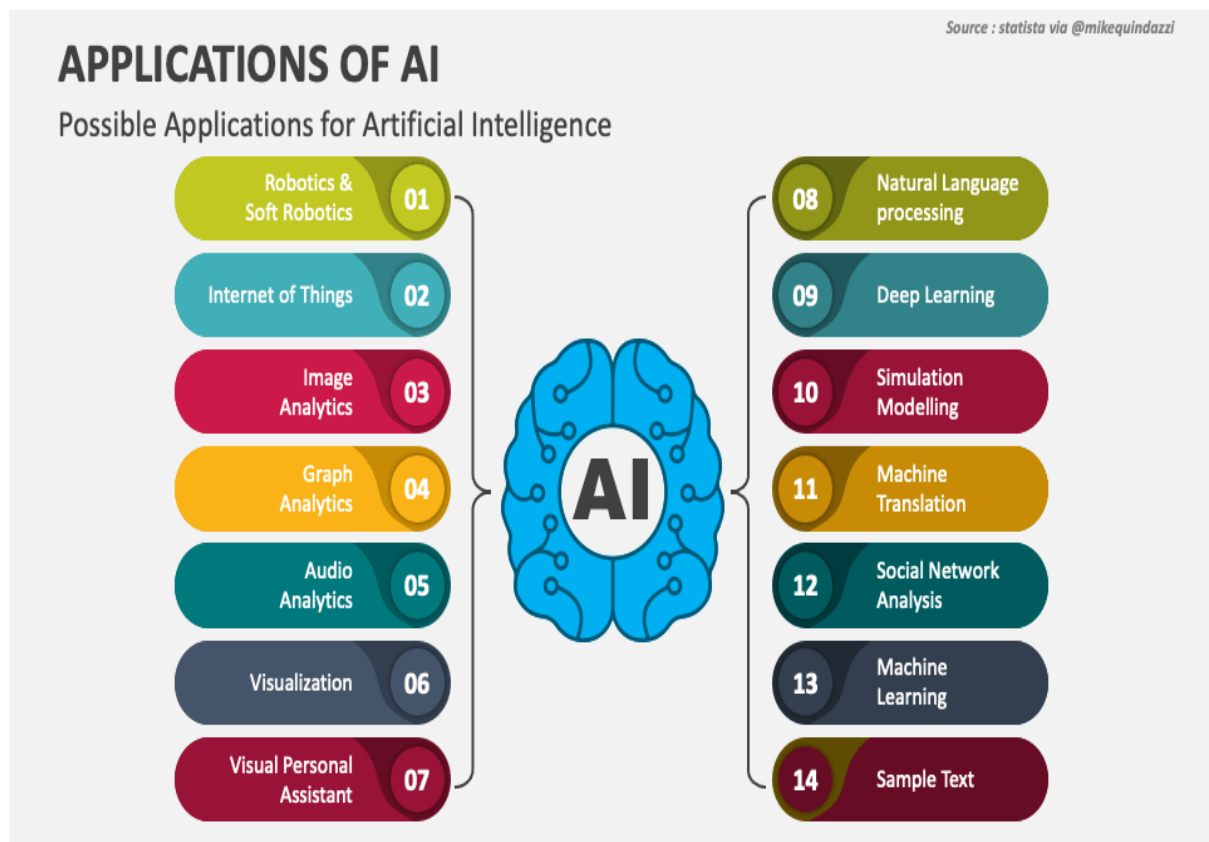 Source : statista via @mikequindazzi
APPLICATIONS OF AI
Possible Applications for Artificial Intelligence
Robotics &
Soft Robotics
01
Internet of Things
02
Image
Analytics
03
Graph
Analytics
04
Audio
Analytics
05
Visualization
06
Visual Personal
Assistant
07
AI
08
Natural Language
processing
09
Deep Learning
10
Simulation
Modelling
11
Machine
Translation
12
Social Network
Analysis
13
Machine
Learning
14
Sample Text